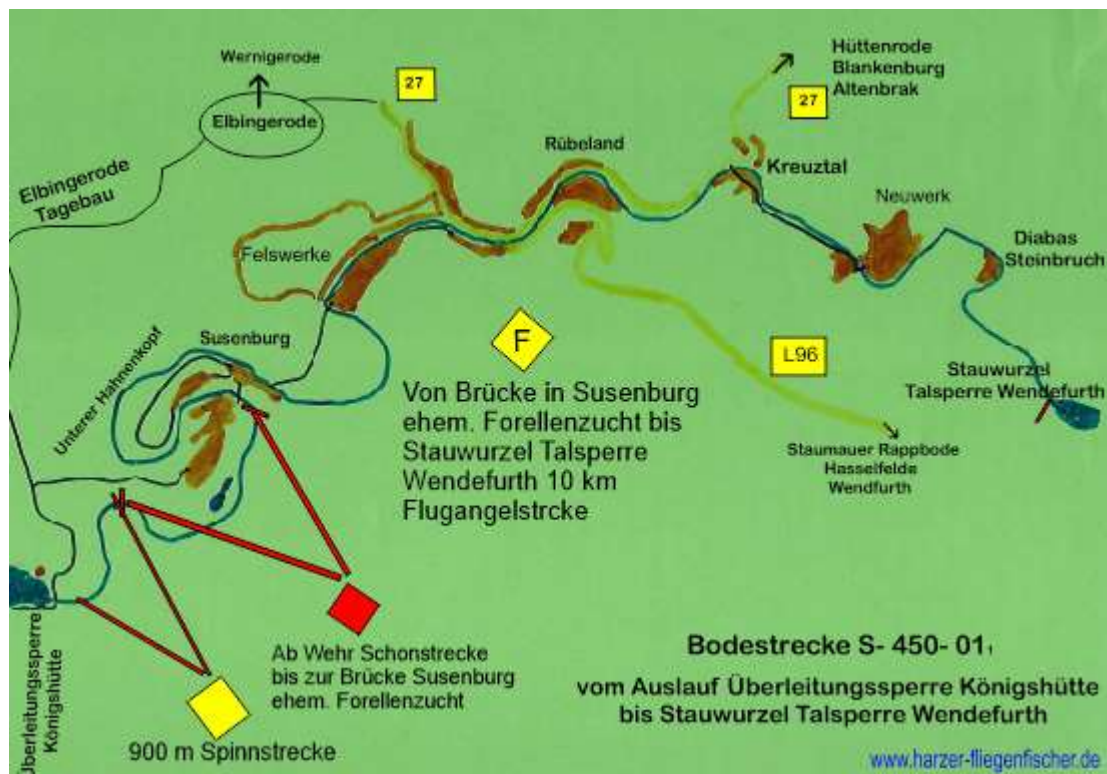 Wernigerode
27
Elbingerode
Elbingerode
Tagebau
Hüttenrode
Blankenburg
Altenbrak
27
Rübeland
Kreuztal
Neuwerk
Diabas
Steinbruch
Felswerke
Susenburg
Unterer Hahnenkopf
F
L96
Stauwurzel
Talsperre Wendefurth
Von Brücke in Susenburg
ehem. Forellenzucht bis
Stauwurzel Talsperre
Wendefurth 10 km
Flugangelstrcke
Staumauer Rappbode
Hasselfelde
Wendfurth
Überleitungssperre
Königshütte
Ab Wehr Schonstrecke
bis zur Brücke Susenburg
ehem. Forellenzucht
900 m Spinnstrecke
Bodestrecke S- 450- 01₁
vom Auslauf Überleitungssperre Königshütte
bis Stauwurzel Talsperre Wendefurth
www.harzer-fliegenfischer.de